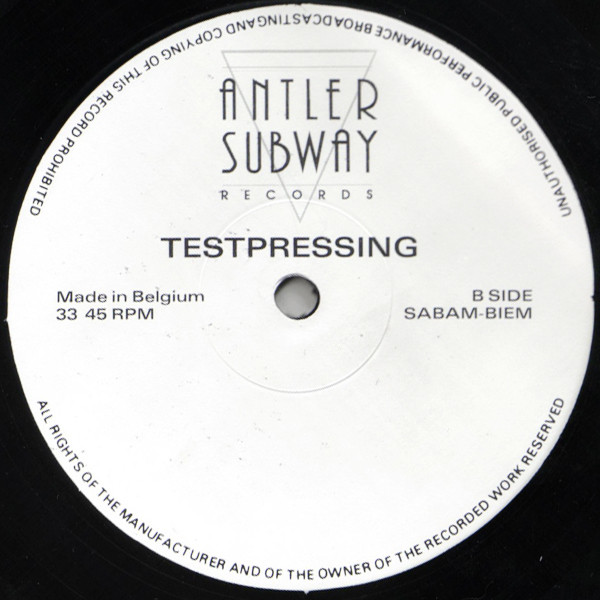 UNAUTHORISED PUBLIC PERFORMANCE BROADCASTINGAND COPYING OF THIS RECORD PROHIBITED
ANTLER
SUBWAY
RECORDS
TESTPRESSING
Made in Belgium
33 45 RPM
B SIDE
SABAM-BIEM
ALL RIGHTS OF THE MANUFACTURER AND OF THE OWNER OF THE RECORDED WORK RESERVED